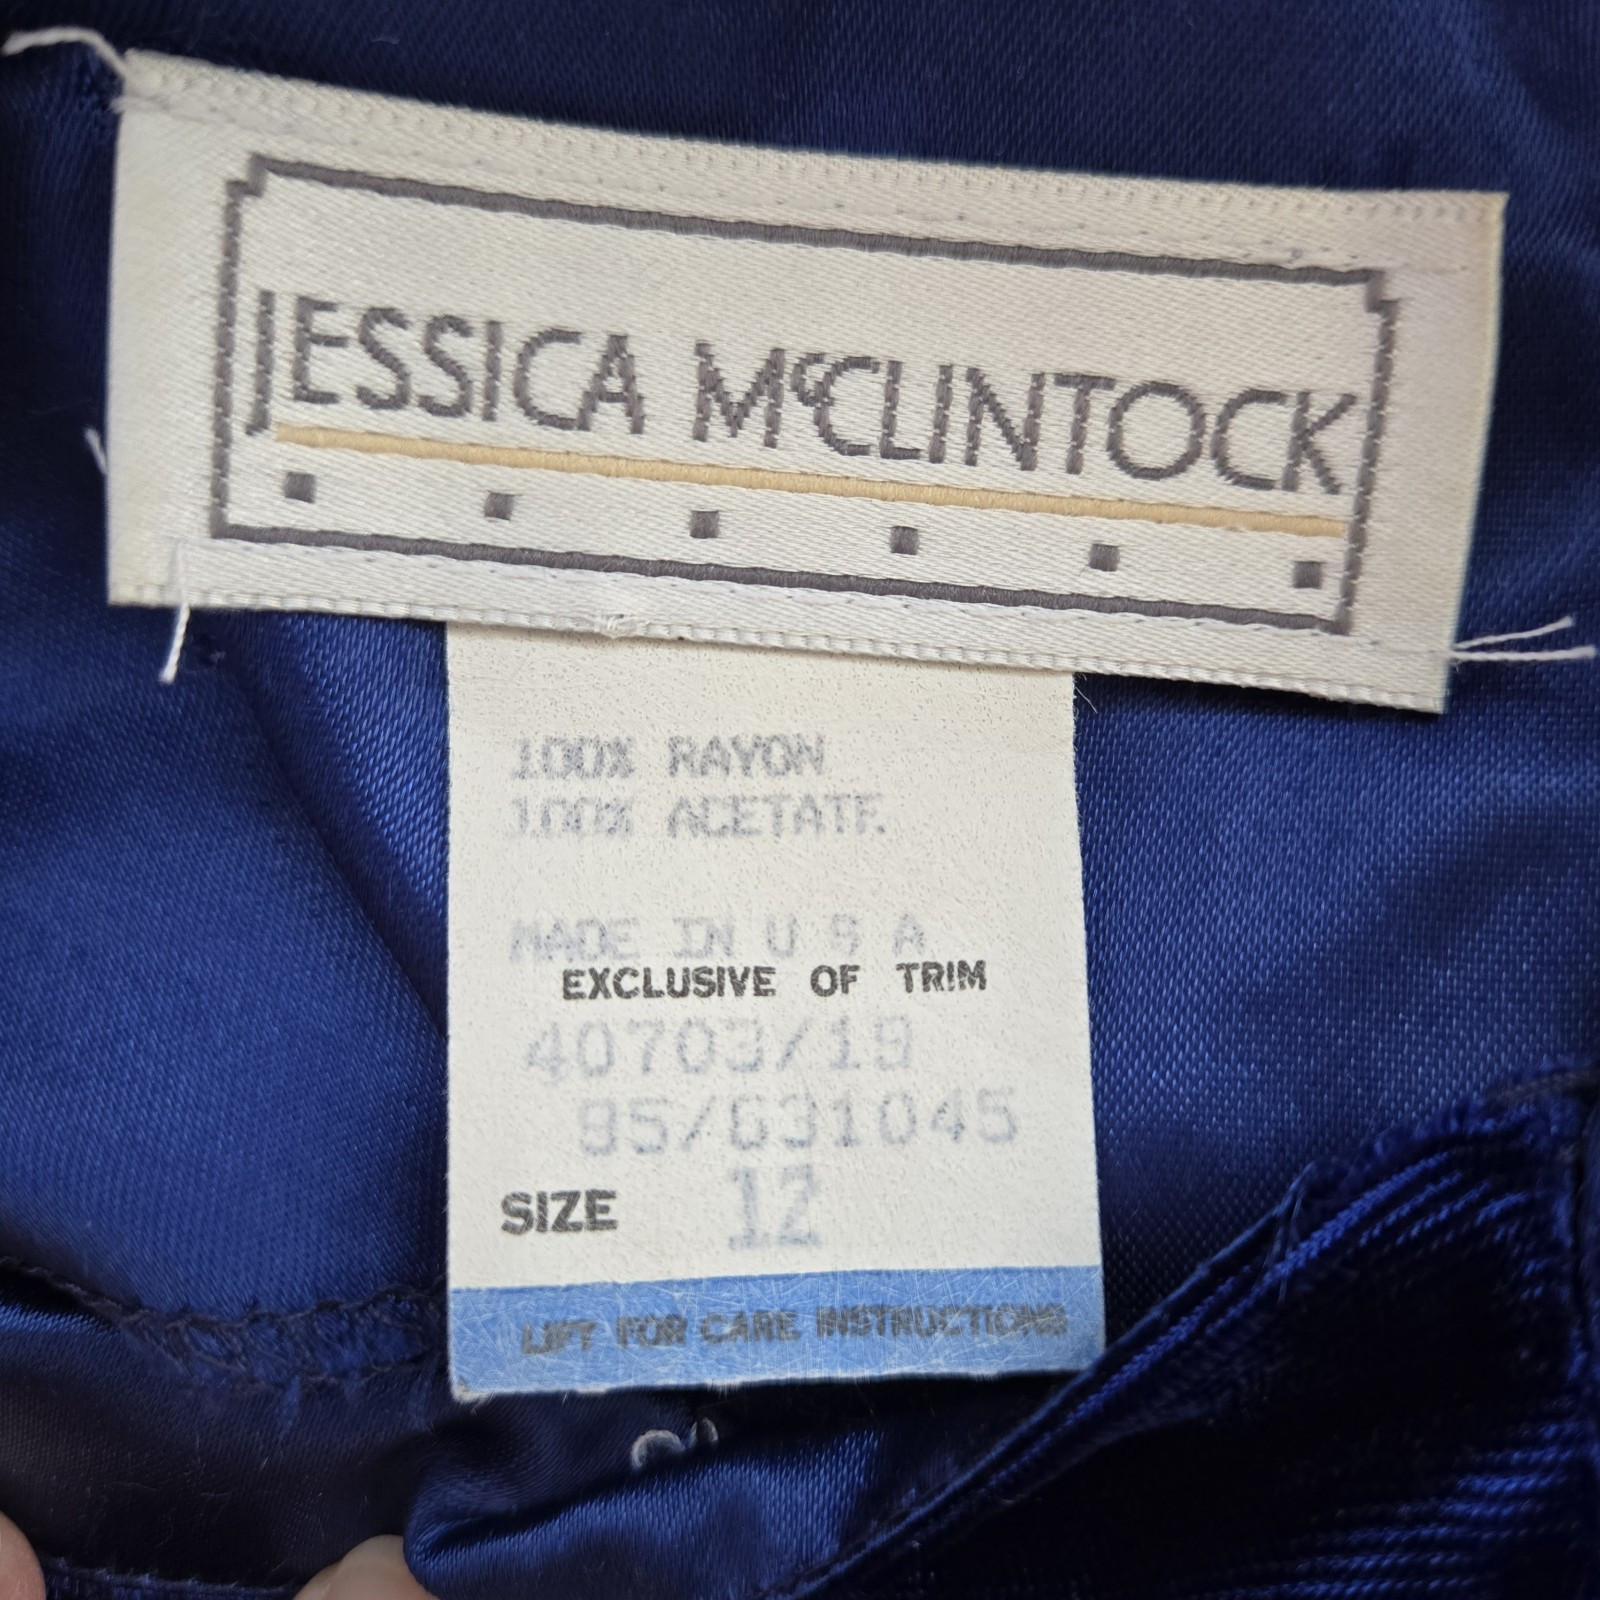 JESSICA McCLINTOCK
100% RAYON
100% ACETATE
MADE IN U S A
EXCLUSIVE OF TRIM
40703/19
95/631045
SIZE 12
LIFT FOR CARE INSTRUCTIONS